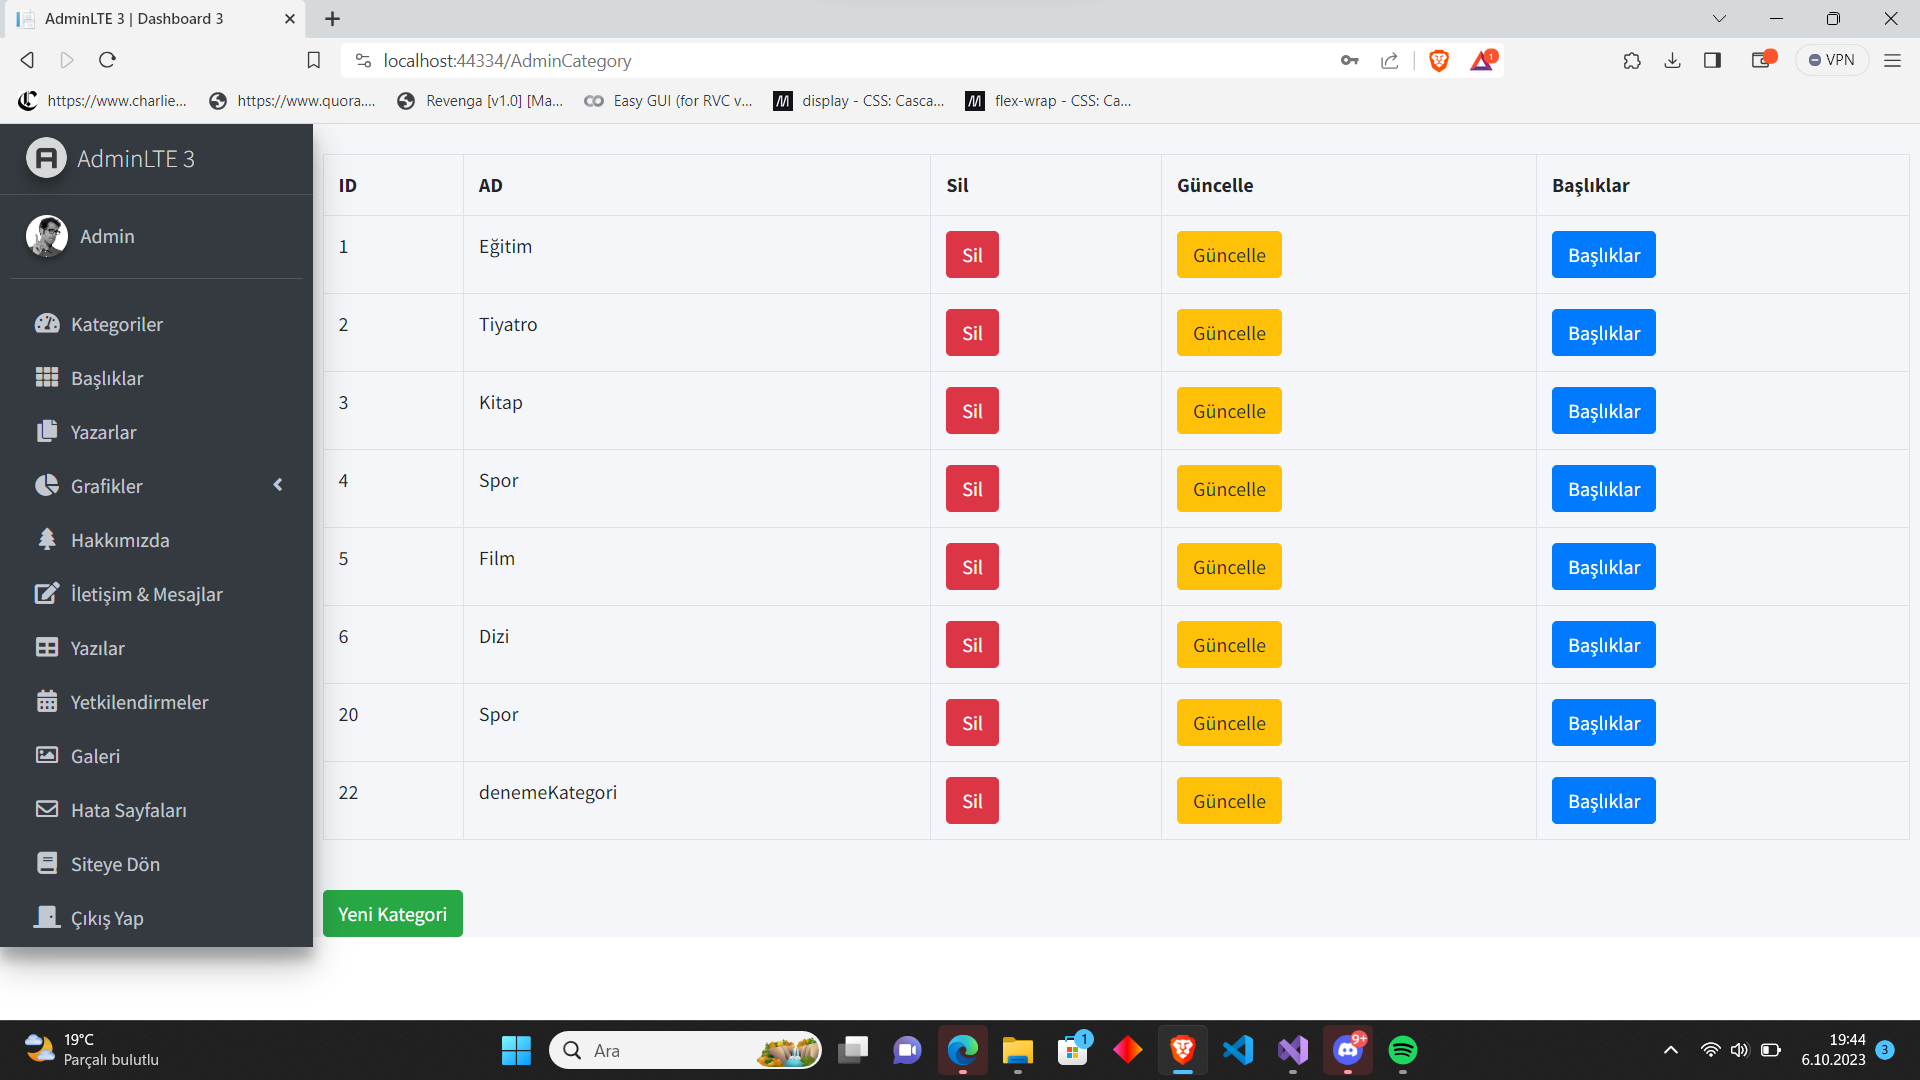 AdminLTE 3 | Dashboard 3
localhost:44334/AdminCategory
1
VPN
https://www.charlie...
https://www.quora....
Revenga [v1.0] [Ma...
Easy GUI (for RVC v...
display - CSS: Casca...
flex-wrap - CSS: Ca...
AdminLTE 3
Admin
Kategoriler
Başlıklar
Yazarlar
Grafikler
Hakkımızda
İletişim & Mesajlar
Yazılar
Yetkilendirmeler
Galeri
Hata Sayfaları
Siteye Dön
Çıkış Yap
ID AD Sil Güncelle Başlıklar
1 Eğitim Sil Güncelle Başlıklar
2 Tiyatro Sil Güncelle Başlıklar
3 Kitap Sil Güncelle Başlıklar
4 Spor Sil Güncelle Başlıklar
5 Film Sil Güncelle Başlıklar
6 Dizi Sil Güncelle Başlıklar
20 Spor Sil Güncelle Başlıklar
22 denemeKategori Sil Güncelle Başlıklar
Yeni Kategori
19°C
Parçalı bulutlu
Ara
1
9+
19:44
6.10.2023
3